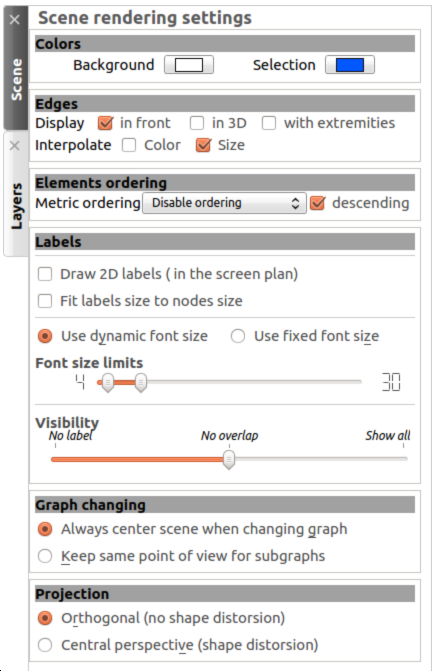 Scene rendering settings
Scene
Layers
Colors
Background Selection
Edges
Display in front in 3D with extremities
Interpolate Color Size
Elements ordering
Metric ordering Disable ordering descending
Labels
Draw 2D labels ( in the screen plan)
Fit labels size to nodes size
Use dynamic font size Use fixed font size
Font size limits
4 30
Visibility
No label No overlap Show all
Graph changing
Always center scene when changing graph
Keep same point of view for subgraphs
Projection
Orthogonal (no shape distorsion)
Central perspective (shape distorsion)